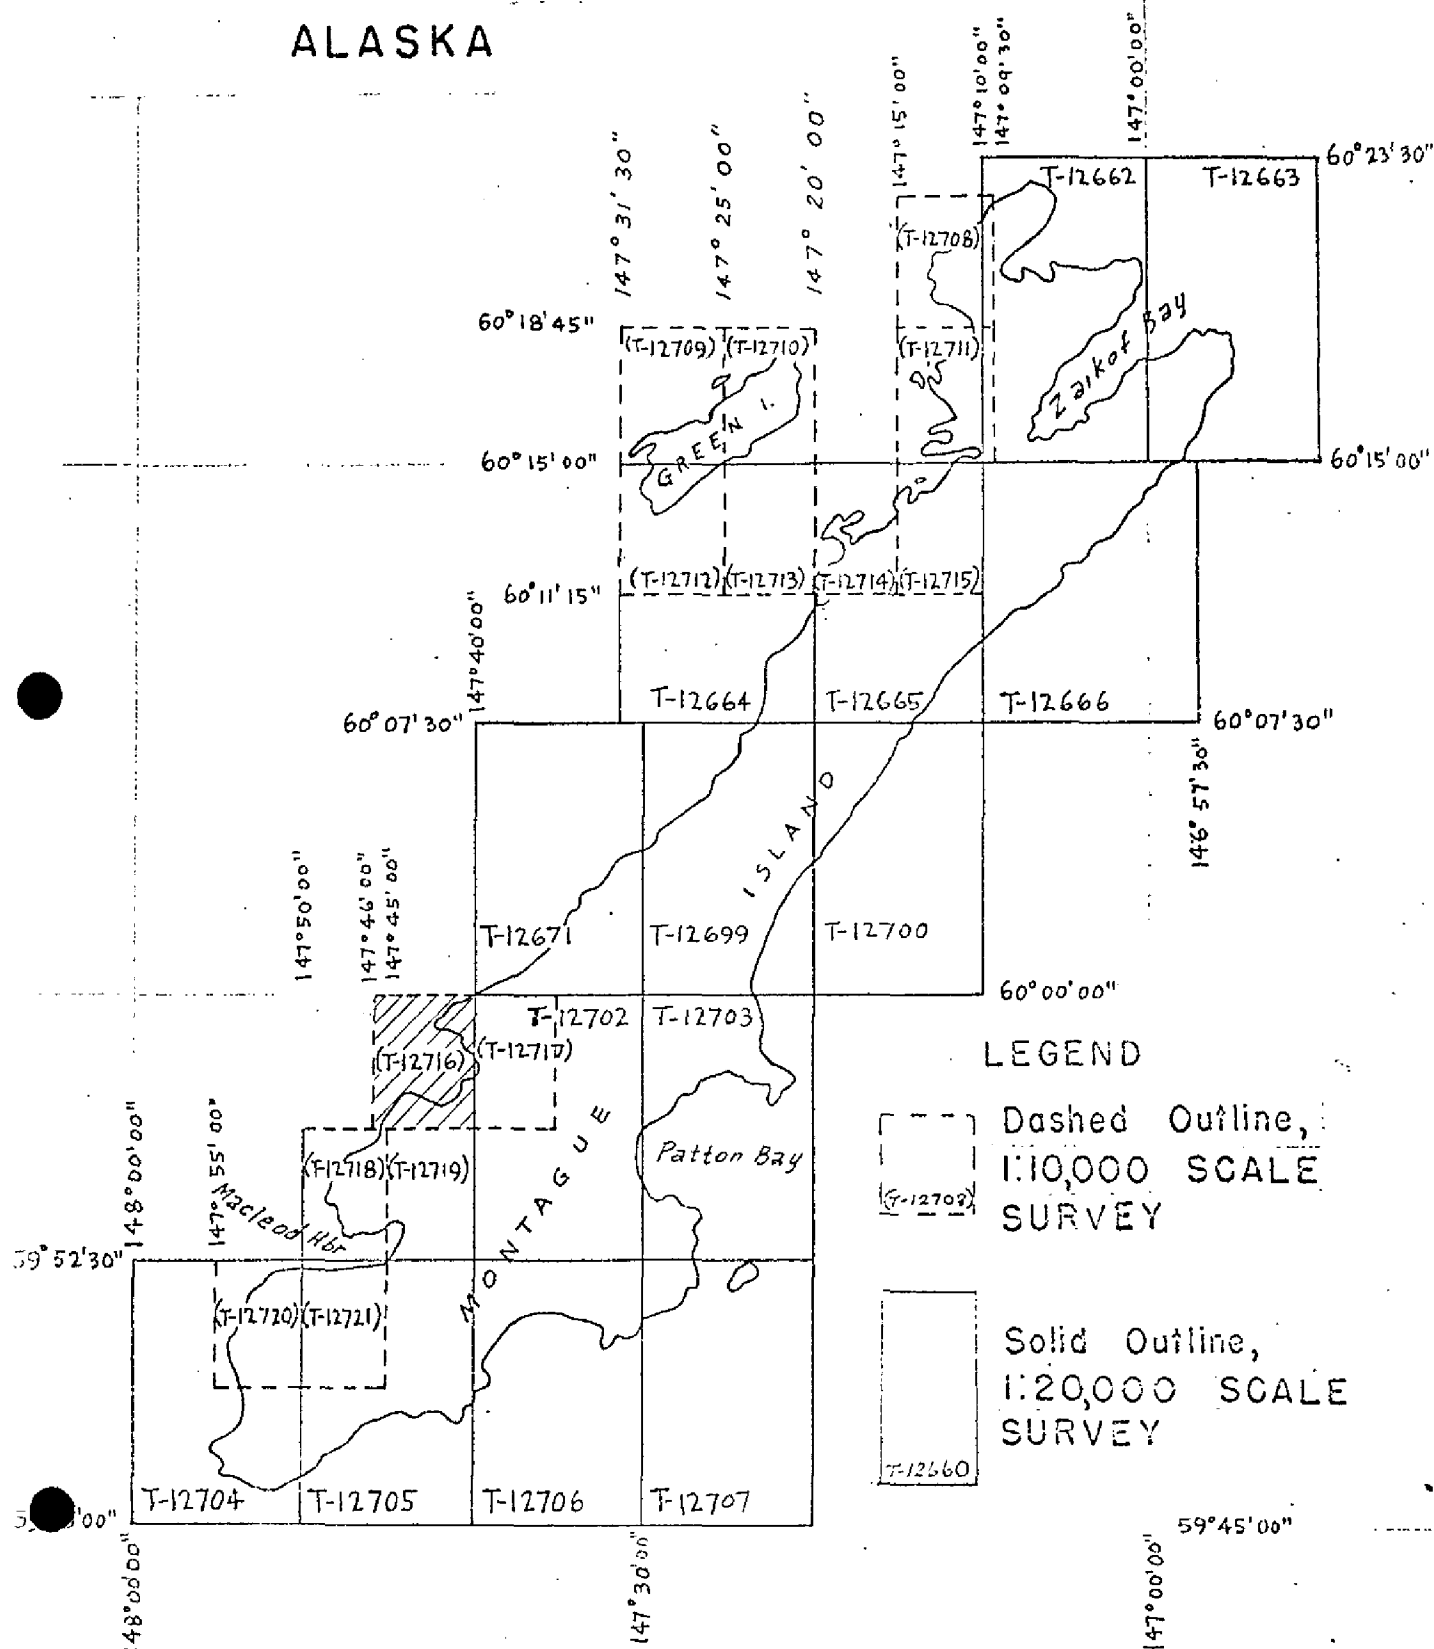 ALASKA
147°31'30"
147°25'00"
147°20'00"
147°15'00"
147°10'00"
147°09'30"
147°00'00"
60°23'30"
T-12662
T-12663
(T-12708)
60°18'45"
(T-12709)
(T-12710)
(T-12711)
Zaikof Bay
GREEN I.
60°15'00"
60°15'00"
60°11'15"
(T-12712)
(T-12713)
(T-12714)
(T-12715)
147°40'00"
T-12664
T-12665
T-12666
60°07'30"
60°07'30"
146°57'30"
ISLAND
147°50'00"
147°46'00"
147°45'00"
T-12671
T-12699
T-12700
60°00'00"
T-12702
T-12703
(T-12716)
(T-12717)
LEGEND
148°00'00"
147°55'00"
MONTAGUE
Patton Bay
(T-12718)
(T-12719)
Macleod Hbr
Dashed Outline,
1:10,000 SCALE
SURVEY
(T-12708)
59°52'30"
(T-12720)
(T-12721)
Solid Outline,
1:20,000 SCALE
SURVEY
T-12660
T-12704
T-12705
T-12706
T-12707
59°45'00"
148°00'00"
147°30'00"
147°00'00"